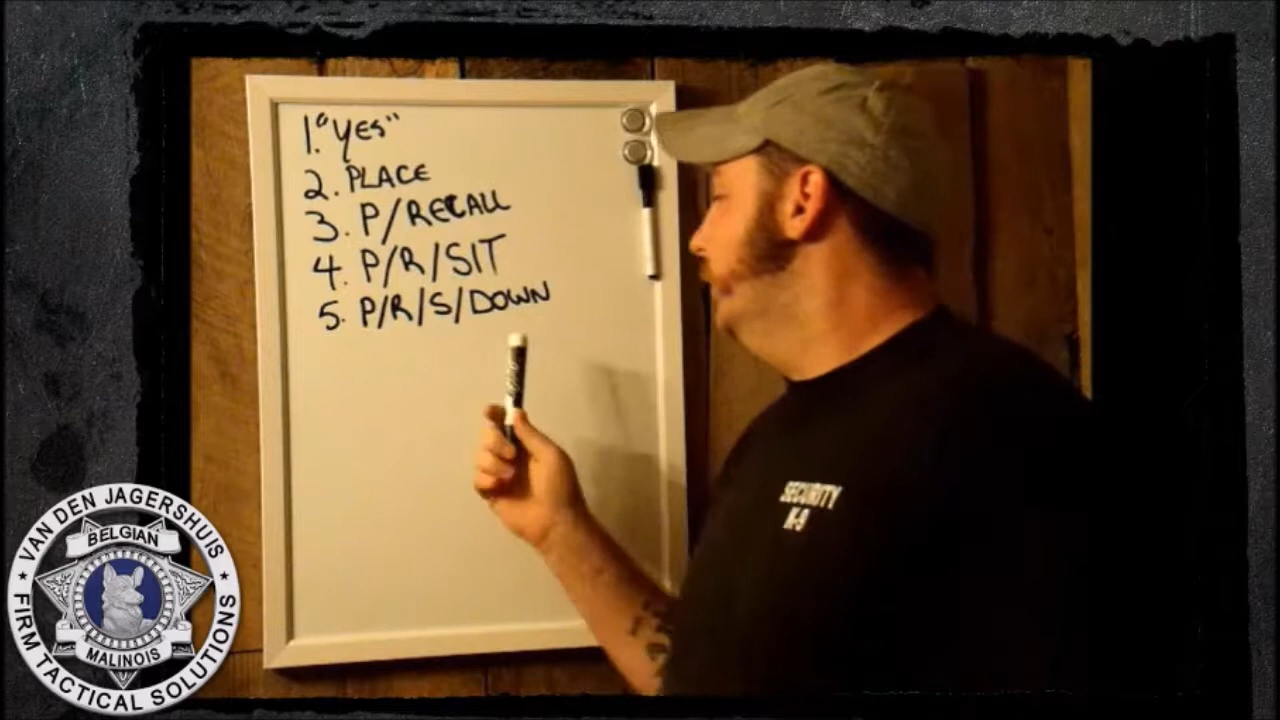 1. "YES"
2. PLACE
3. P/RECALL
4. P/R/SIT
5. P/R/S/DOWN
SECURITY
K-9
VAN DEN JAGERSHUIS
BELGIAN
MALINOIS
FIRM TACTICAL SOLUTIONS